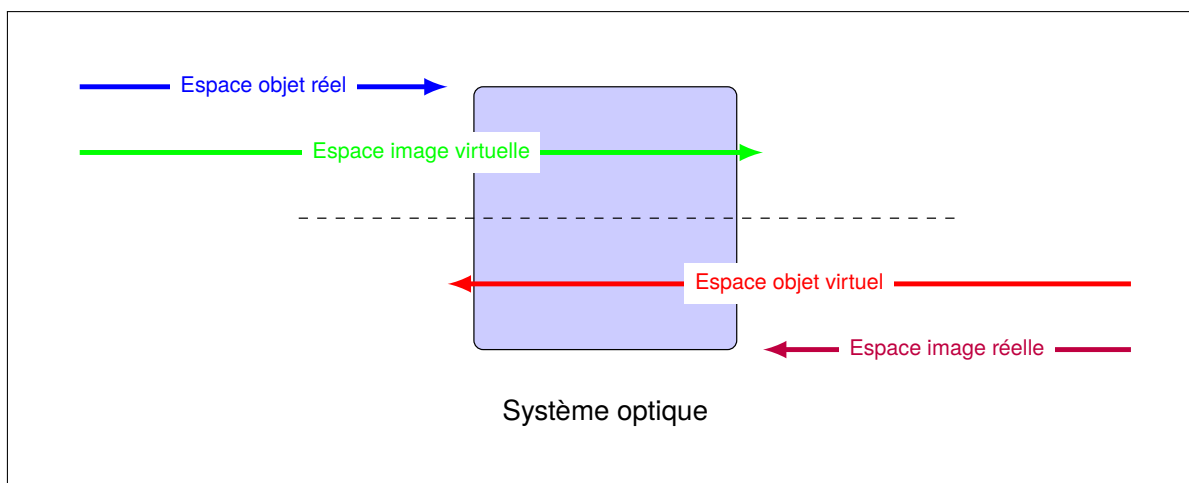 Espace objet réel
Espace image virtuelle
Espace objet virtuel
Espace image réelle
Système optique